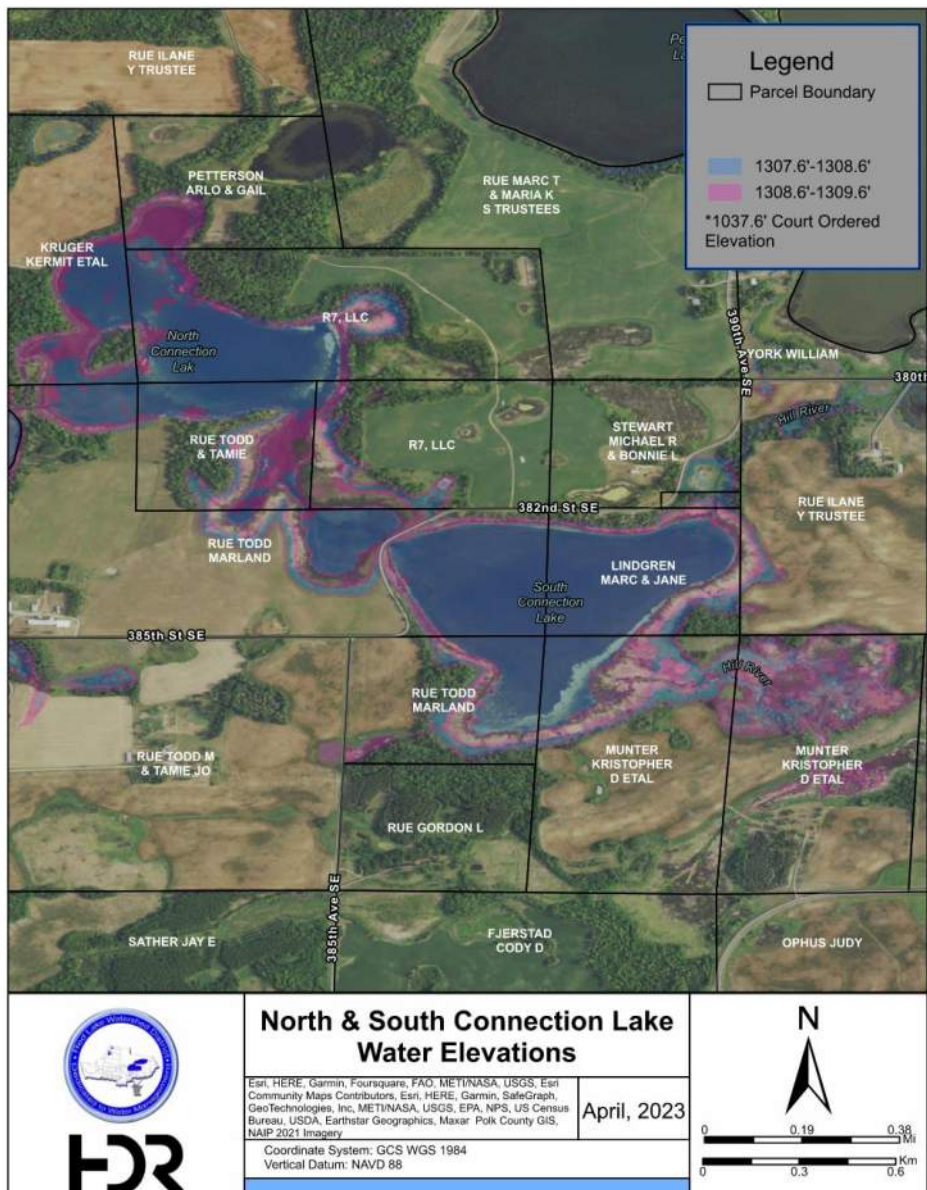 RUE ILANE
Y TRUSTEE
Legend
Parcel Boundary
1307.6'-1308.6'
1308.6'-1309.6'
*1037.6' Court Ordered
Elevation
PETTERSON
ARLO & GAIL
RUE MARC T
& MARIA K
S TRUSTEES
KRUGER
KERMIT ETAL
R7, LLC
North
Connection
Lak
390th Ave SE
YORK WILLIAM
380th
Hill River
RUE TODD
& TAMIE
R7, LLC
STEWART
MICHAEL R
& BONNIE L
382nd St SE
RUE ILANE
Y TRUSTEE
RUE TODD
MARLAND
LINDGREN
MARC & JANE
South
Connection
Lake
385th St SE
Hill River
RUE TODD
MARLAND
RUE TODD M
& TAMIE JO
MUNTER
KRISTOPHER
D ETAL
MUNTER
KRISTOPHER
D ETAL
RUE GORDON L
385th Ave SE
SATHER JAY E
FJERSTAD
CODY D
OPHUS JUDY
Red Lake Watershed District
HDR
North & South Connection Lake
Water Elevations
Esri, HERE, Garmin, Foursquare, FAO, METI/NASA, USGS, Esri
Community Maps Contributors, Esri, HERE, Garmin, SafeGraph,
GeoTechnologies, Inc, METI/NASA, USGS, EPA, NPS, US Census
Bureau, USDA, Earthstar Geographics, Maxar Polk County GIS,
NAIP 2021 Imagery
April, 2023
Coordinate System: GCS WGS 1984
Vertical Datum: NAVD 88
N
0 0.19 0.38
Mi
Km
0 0.3 0.6